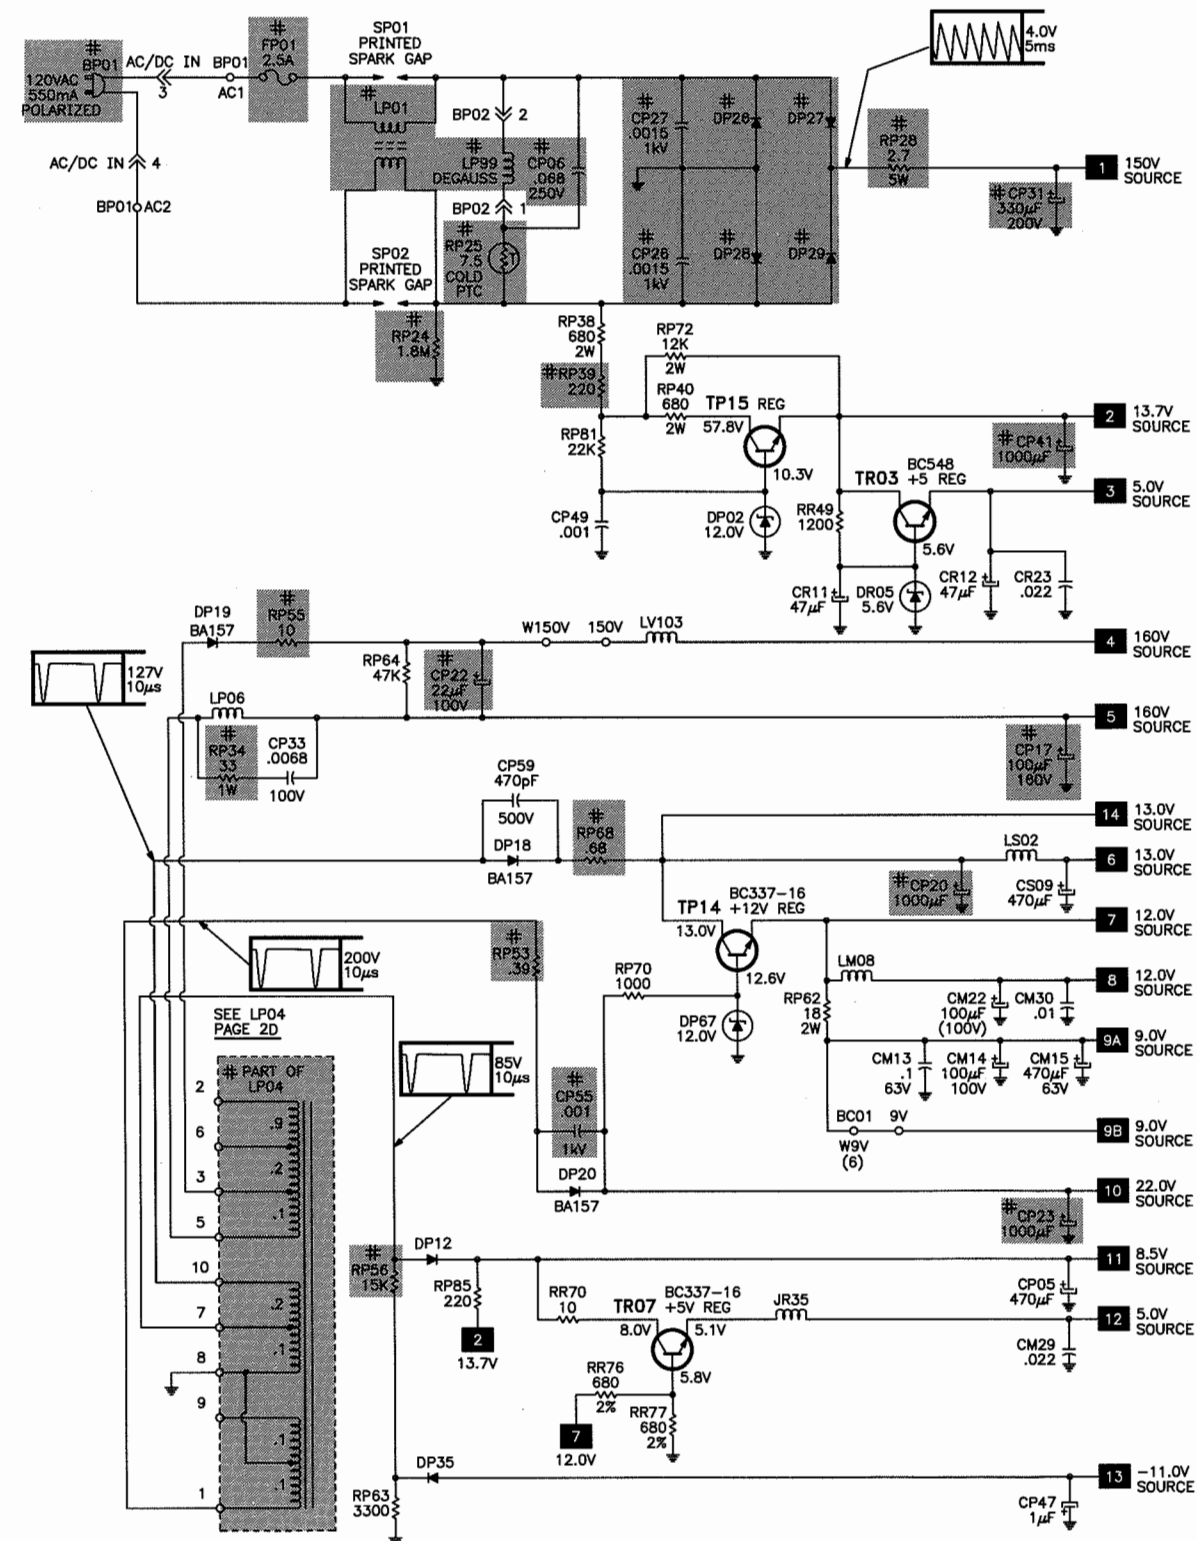 4.0V
5ms
#
BP01
120VAC
550mA
POLARIZED
AC/DC IN
3
BP01
AC1
#
FP01
2.5A
SP01
PRINTED
SPARK GAP
#
LP01
BP02
2
LP99
DEGAUSS
#
CP06
.068
250V
BP02
1
#
RP25
7.5
COLD
PTC
T
#
CP27
.0015
1kV
#
DP26
#
DP27
#
RP28
2.7
5W
1
150V
SOURCE
#CP31
330µF
200V
AC/DC IN
4
BP01
AC2
SP02
PRINTED
SPARK GAP
#
RP24
1.8M
#
CP26
.0015
1kV
#
DP28
#
DP29
RP38
680
2W
#RP39
220
RP72
12K
2W
RP40
680
2W
TP15 REG
57.8V
10.3V
2
13.7V
SOURCE
#CP41
1000µF
RP81
22K
CP49
.001
DP02
12.0V
RR49
1200
BC548
TR03 +5 REG
5.6V
3
5.0V
SOURCE
CR11
47µF
DR05
5.6V
CR12
47µF
CR23
.022
DP19
BA157
#
RP55
10
RP64
47K
#
CP22
22µF
100V
W150V
150V
LV103
4
160V
SOURCE
127V
10µs
LP06
#
RP34
33
1W
CP33
.0068
100V
5
160V
SOURCE
#
CP17
100µF
160V
CP59
470pF
500V
DP18
BA157
#
RP68
.68
14
13.0V
SOURCE
LS02
6
13.0V
SOURCE
#CP20
1000µF
CS09
470µF
BC337-16
TP14 +12V REG
13.0V
12.6V
7
12.0V
SOURCE
200V
10µs
#
RP53
.39
RP70
1000
DP67
12.0V
LM08
8
12.0V
SOURCE
RP62
18
2W
CM22
100µF
(100V)
CM30
.01
9A
9.0V
SOURCE
CM13
.1
63V
CM14
100µF
100V
CM15
470µF
63V
SEE LP04
PAGE 2D
85V
10µs
#
CP55
.001
1kV
BC01
9V
W9V
(6)
9B
9.0V
SOURCE
DP20
BA157
10
22.0V
SOURCE
#CP23
1000µF
# PART OF
LP04
2
.9
6
.2
3
.1
5
10
.2
7
.1
8
9
.1
.1
1
#
RP56
15K
DP12
RP85
220
2
13.7V
11
8.5V
SOURCE
CP05
470µF
RR70
10
BC337-16
TR07 +5V REG
8.0V
5.1V
5.8V
JR35
12
5.0V
SOURCE
CM29
.022
RR76
680
2%
7
12.0V
RR77
680
2%
DP35
RP63
3300
13
-11.0V
SOURCE
CP47
1µF